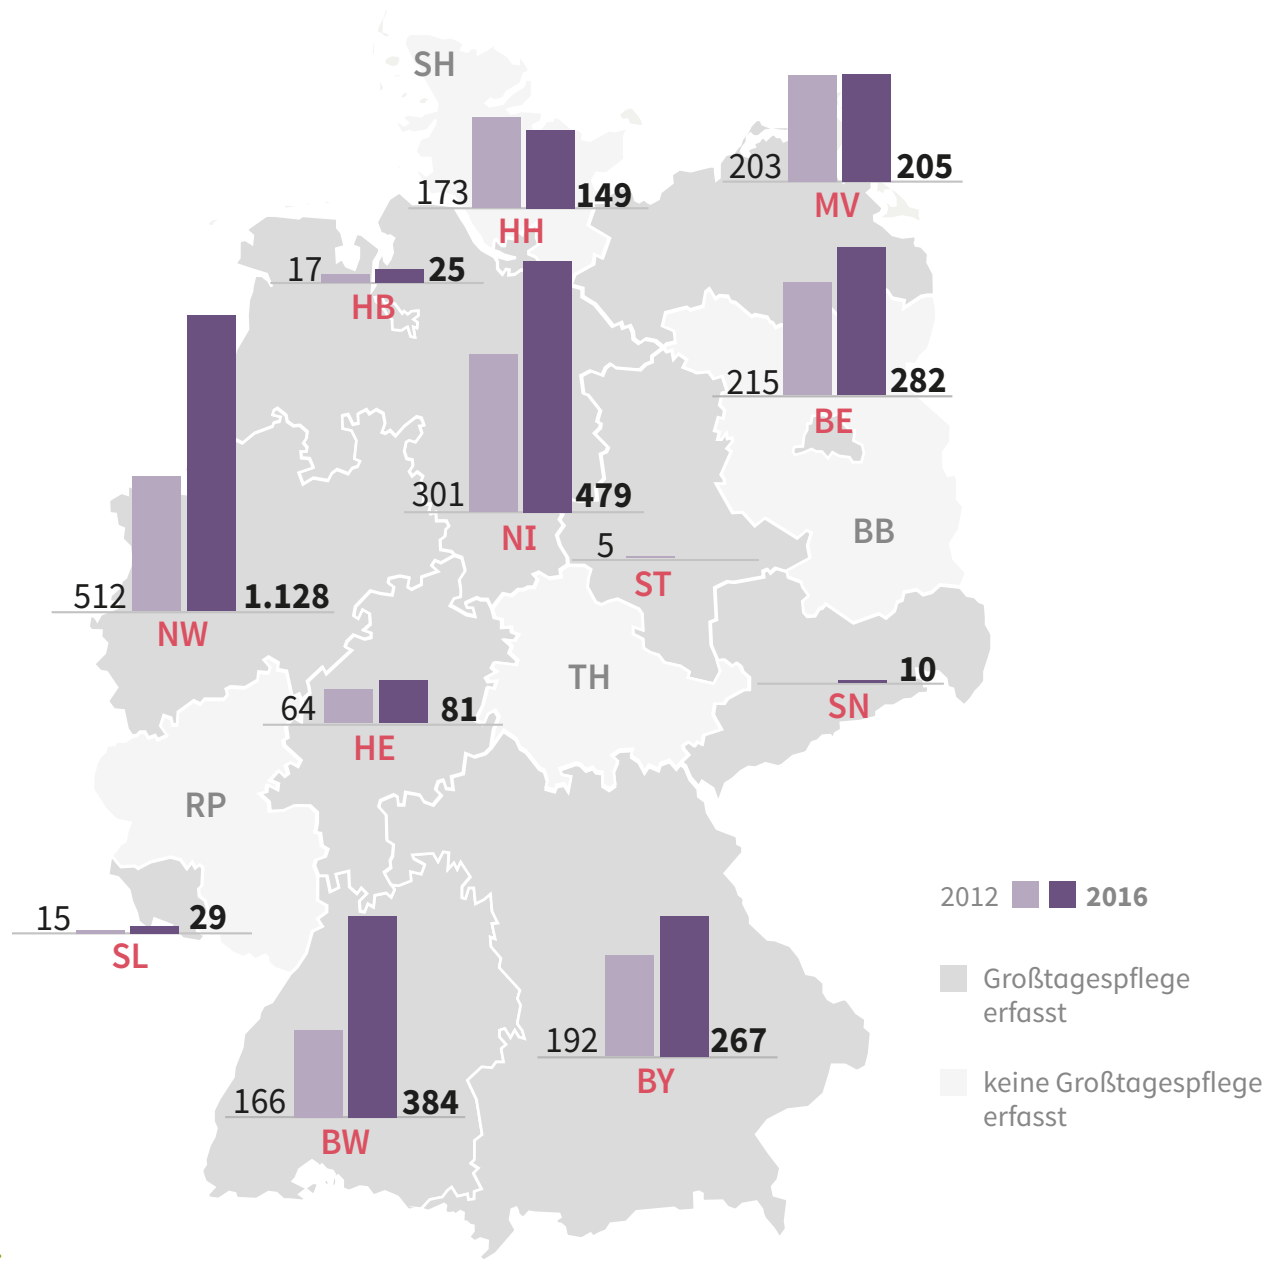 SH
173
149
HH
203
205
MV
17
25
HB
215
282
BE
301
479
NI
BB
5
ST
512
1.128
NW
TH
10
SN
64
81
HE
RP
15
29
SL
2012
2016
Großtagespflege
erfasst
keine Großtagespflege
erfasst
192
267
BY
166
384
BW